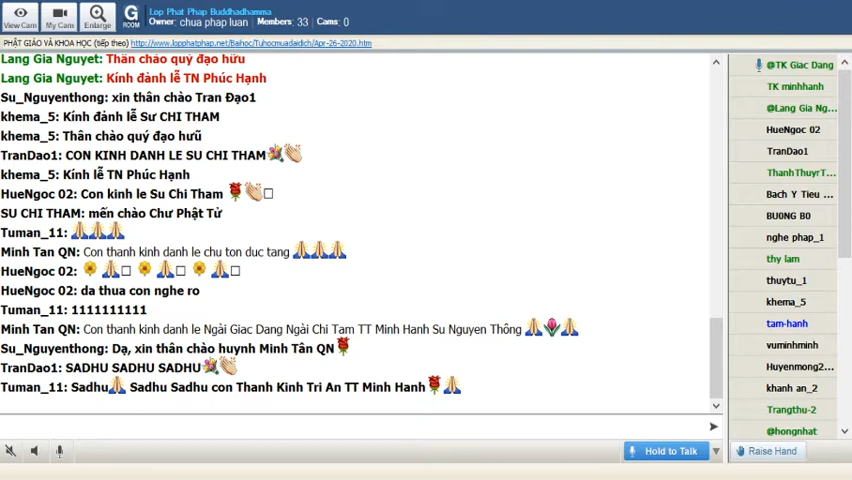 View Cam
My Cam
Enlarge
G
ROOM
Lop Phat Phap Buddhadhamma
Owner: chua phap luan Members: 33 Cams: 0
PHẬT GIÁO VÀ KHOA HỌC (tiếp theo) http://www.lopphatphap.net/Baihoc/Tuhocmuadaidich/Apr-26-2020.htm
Lang Gia Nguyet: Thân chào quý đạo hưu
Lang Gia Nguyet: Kính đảnh lễ TN Phúc Hạnh
Su_Nguyenthong: xin thân chào Tran Đạo1
khema_5: Kính đảnh lễ Sư CHI THAM
khema_5: Thân chào quý đạo hưũ
TranDao1: CON KINH DANH LE SU CHI THAM
khema_5: Kính lễ TN Phúc Hạnh
HueNgoc 02: Con kinh le Su Chi Tham
SU CHI THAM: mến chào Chư Phật Tử
Tuman_11:
Minh Tan QN: Con thanh kinh danh le chu ton duc tang
HueNgoc 02:
HueNgoc 02: da thua con nghe ro
Tuman_11: 1111111111
Minh Tan QN: Con thanh kinh danh le Ngài Giac Dang Ngài Chi Tam TT Minh Hanh Su Nguyen Thông
Su_Nguyenthong: Dạ, xin thân chào huynh Minh Tân QN
TranDao1: SADHU SADHU SADHU
Tuman_11: Sadhu Sadhu Sadhu con Thanh Kinh Tri An TT Minh Hanh
@TK Giac Dang
TK minhhanh
@Lang Gia Ng...
HueNgoc 02
TranDao1
ThanhThuyrT...
Bach Y Tieu ...
BU0NG B0
nghe phap_1
thy lam
thuytu_1
khema_5
tam-hanh
vuminhminh
Huyenmong2...
khanh an_2
Trangthu-2
@hongnhat
Hold to Talk
Raise Hand